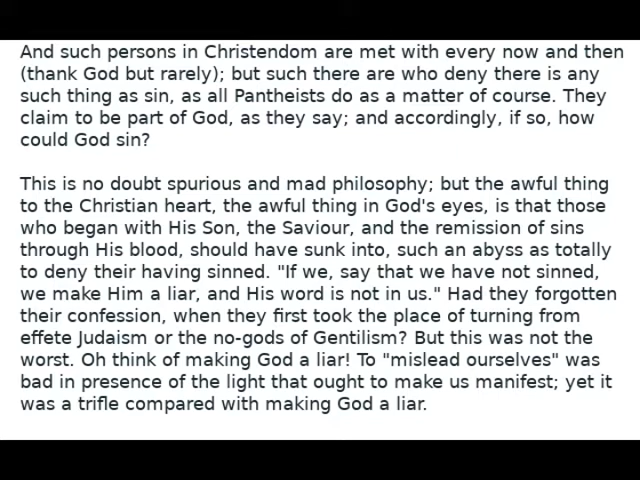 And such persons in Christendom are met with every now and then
(thank God but rarely); but such there are who deny there is any
such thing as sin, as all Pantheists do as a matter of course. They
claim to be part of God, as they say; and accordingly, if so, how
could God sin?
This is no doubt spurious and mad philosophy; but the awful thing
to the Christian heart, the awful thing in God's eyes, is that those
who began with His Son, the Saviour, and the remission of sins
through His blood, should have sunk into, such an abyss as totally
to deny their having sinned. "If we, say that we have not sinned,
we make Him a liar, and His word is not in us." Had they forgotten
their confession, when they first took the place of turning from
effete Judaism or the no-gods of Gentilism? But this was not the
worst. Oh think of making God a liar! To "mislead ourselves" was
bad in presence of the light that ought to make us manifest; yet it
was a trifle compared with making God a liar.